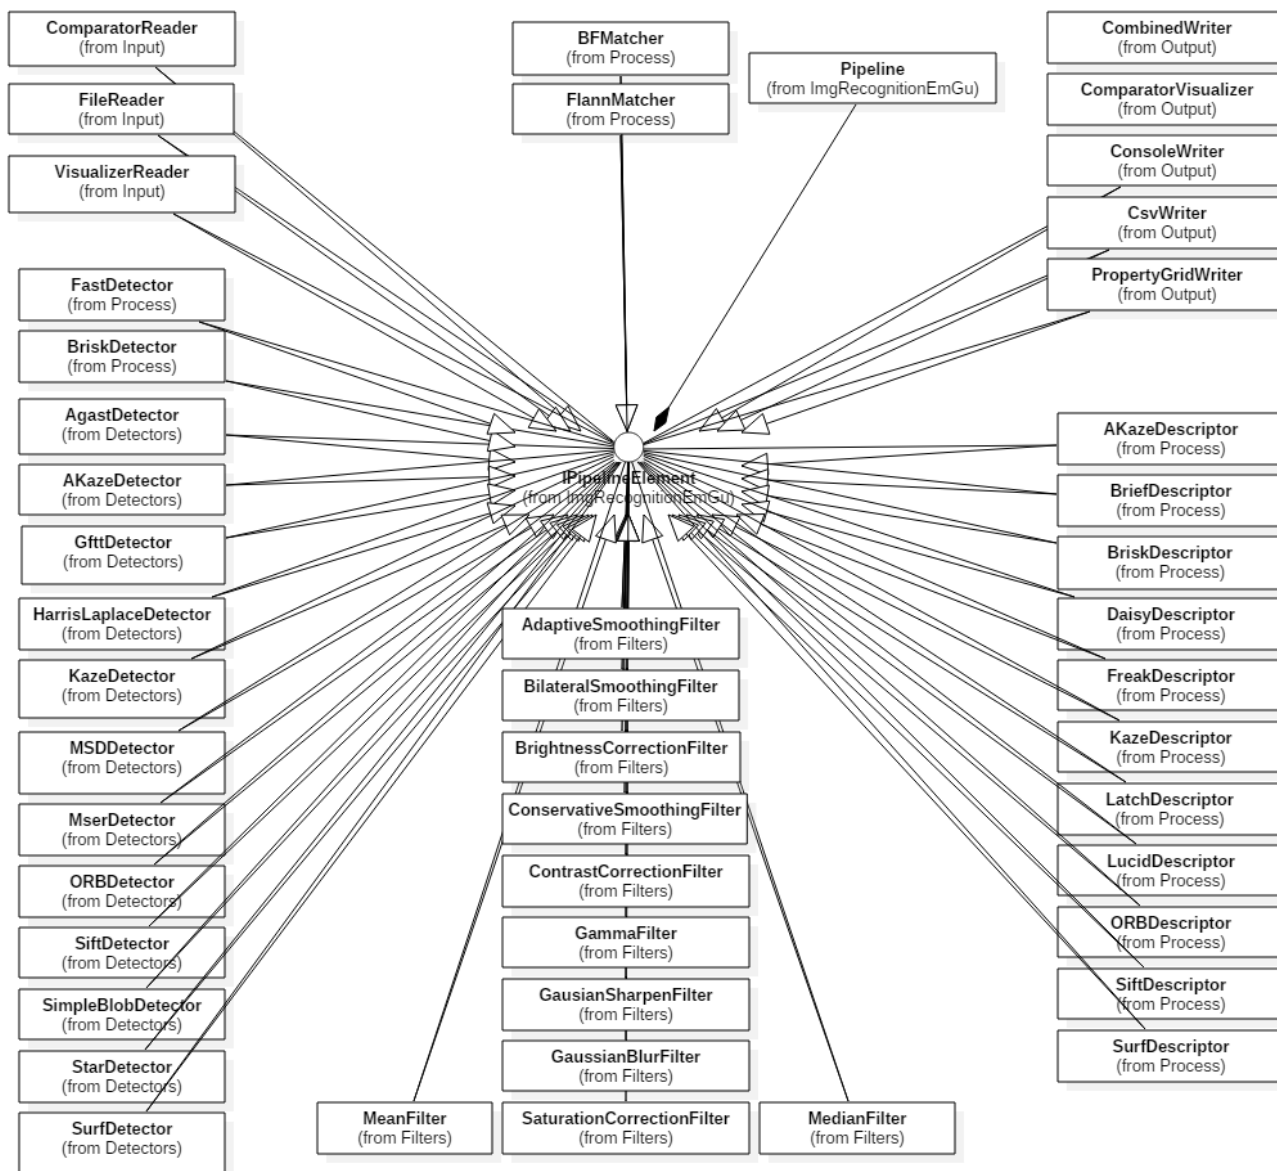 ComparatorReader
(from Input)
FileReader
(from Input)
VisualizerReader
(from Input)
BFMatcher
(from Process)
FlannMatcher
(from Process)
Pipeline
(from ImgRecognitionEmGu)
CombinedWriter
(from Output)
ComparatorVisualizer
(from Output)
ConsoleWriter
(from Output)
CsvWriter
(from Output)
PropertyGridWriter
(from Output)
FastDetector
(from Process)
BriskDetector
(from Process)
AgastDetector
(from Detectors)
AKazeDetector
(from Detectors)
GfttDetector
(from Detectors)
HarrisLaplaceDetector
(from Detectors)
KazeDetector
(from Detectors)
MSDDetector
(from Detectors)
MserDetector
(from Detectors)
ORBDetector
(from Detectors)
SiftDetector
(from Detectors)
SimpleBlobDetector
(from Detectors)
StarDetector
(from Detectors)
SurfDetector
(from Detectors)
IPipelineElement
(from ImgRecognitionEmGu)
AdaptiveSmoothingFilter
(from Filters)
BilateralSmoothingFilter
(from Filters)
BrightnessCorrectionFilter
(from Filters)
ConservativeSmoothingFilter
(from Filters)
ContrastCorrectionFilter
(from Filters)
GammaFilter
(from Filters)
GausianSharpenFilter
(from Filters)
GaussianBlurFilter
(from Filters)
MeanFilter
(from Filters)
SaturationCorrectionFilter
(from Filters)
MedianFilter
(from Filters)
AKazeDescriptor
(from Process)
BriefDescriptor
(from Process)
BriskDescriptor
(from Process)
DaisyDescriptor
(from Process)
FreakDescriptor
(from Process)
KazeDescriptor
(from Process)
LatchDescriptor
(from Process)
LucidDescriptor
(from Process)
ORBDescriptor
(from Process)
SiftDescriptor
(from Process)
SurfDescriptor
(from Process)